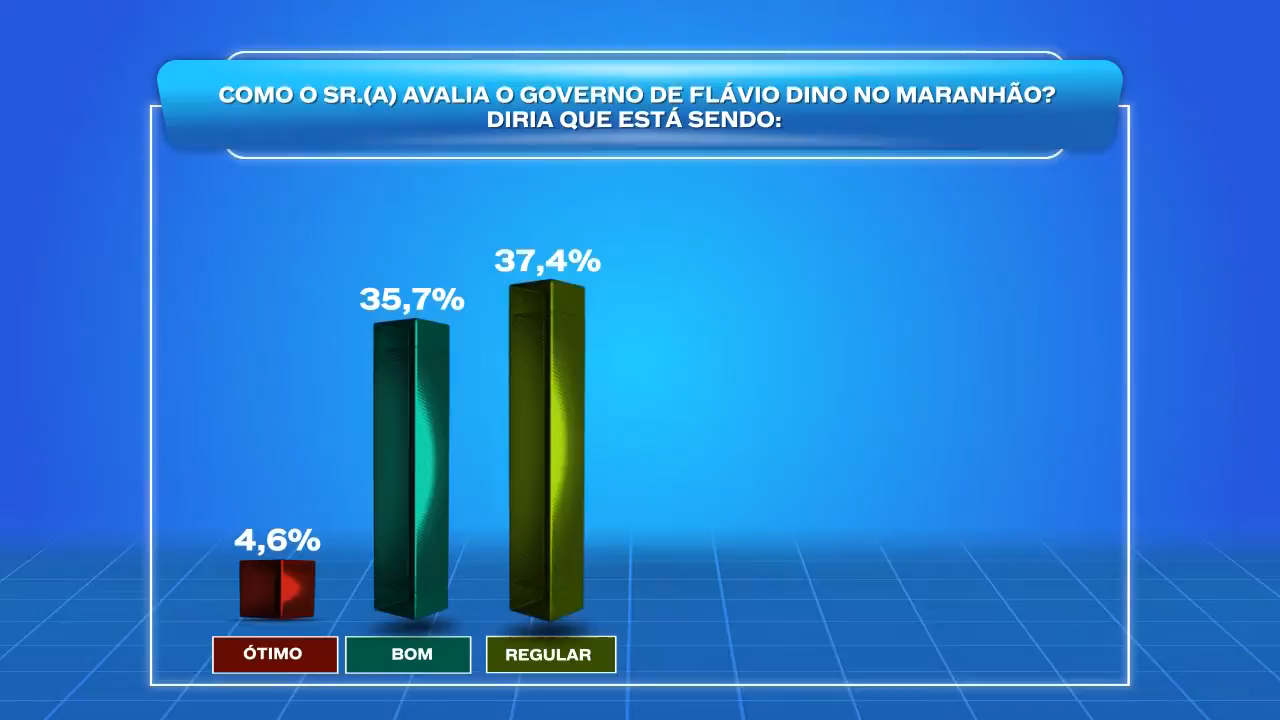 COMO O SR.(A) AVALIA O GOVERNO DE FLÁVIO DINO NO MARANHÃO?
DIRIA QUE ESTÁ SENDO:
37,4%
35,7%
4,6%
ÓTIMO
BOM
REGULAR